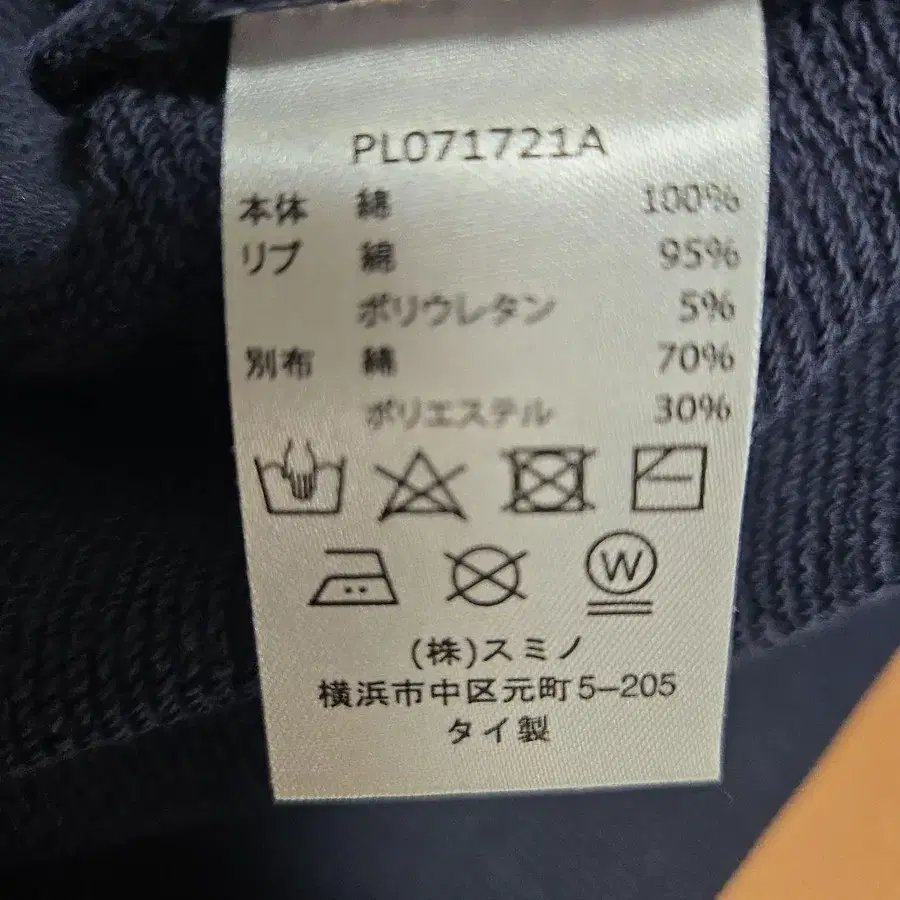 PL071721A
本体 綿 100%
リブ 綿 95%
ポリウレタン 5%
別布 綿 70%
ポリエステル 30%
W
(株)スミノ
横浜市中区元町5-205
タイ製